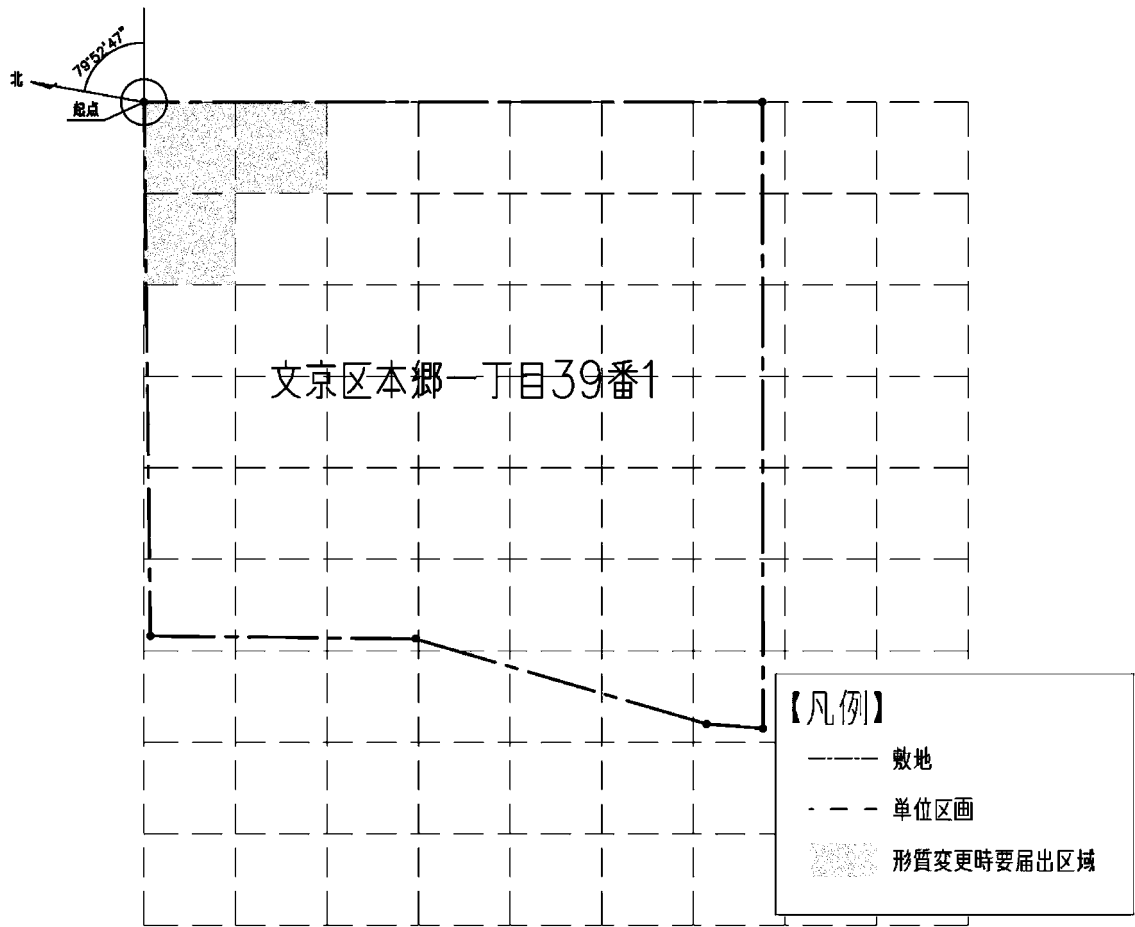 79°52'47"
北
起点
文京区本郷一丁目39番1
【凡例】
敷地
単位区画
形質変更時要届出区域